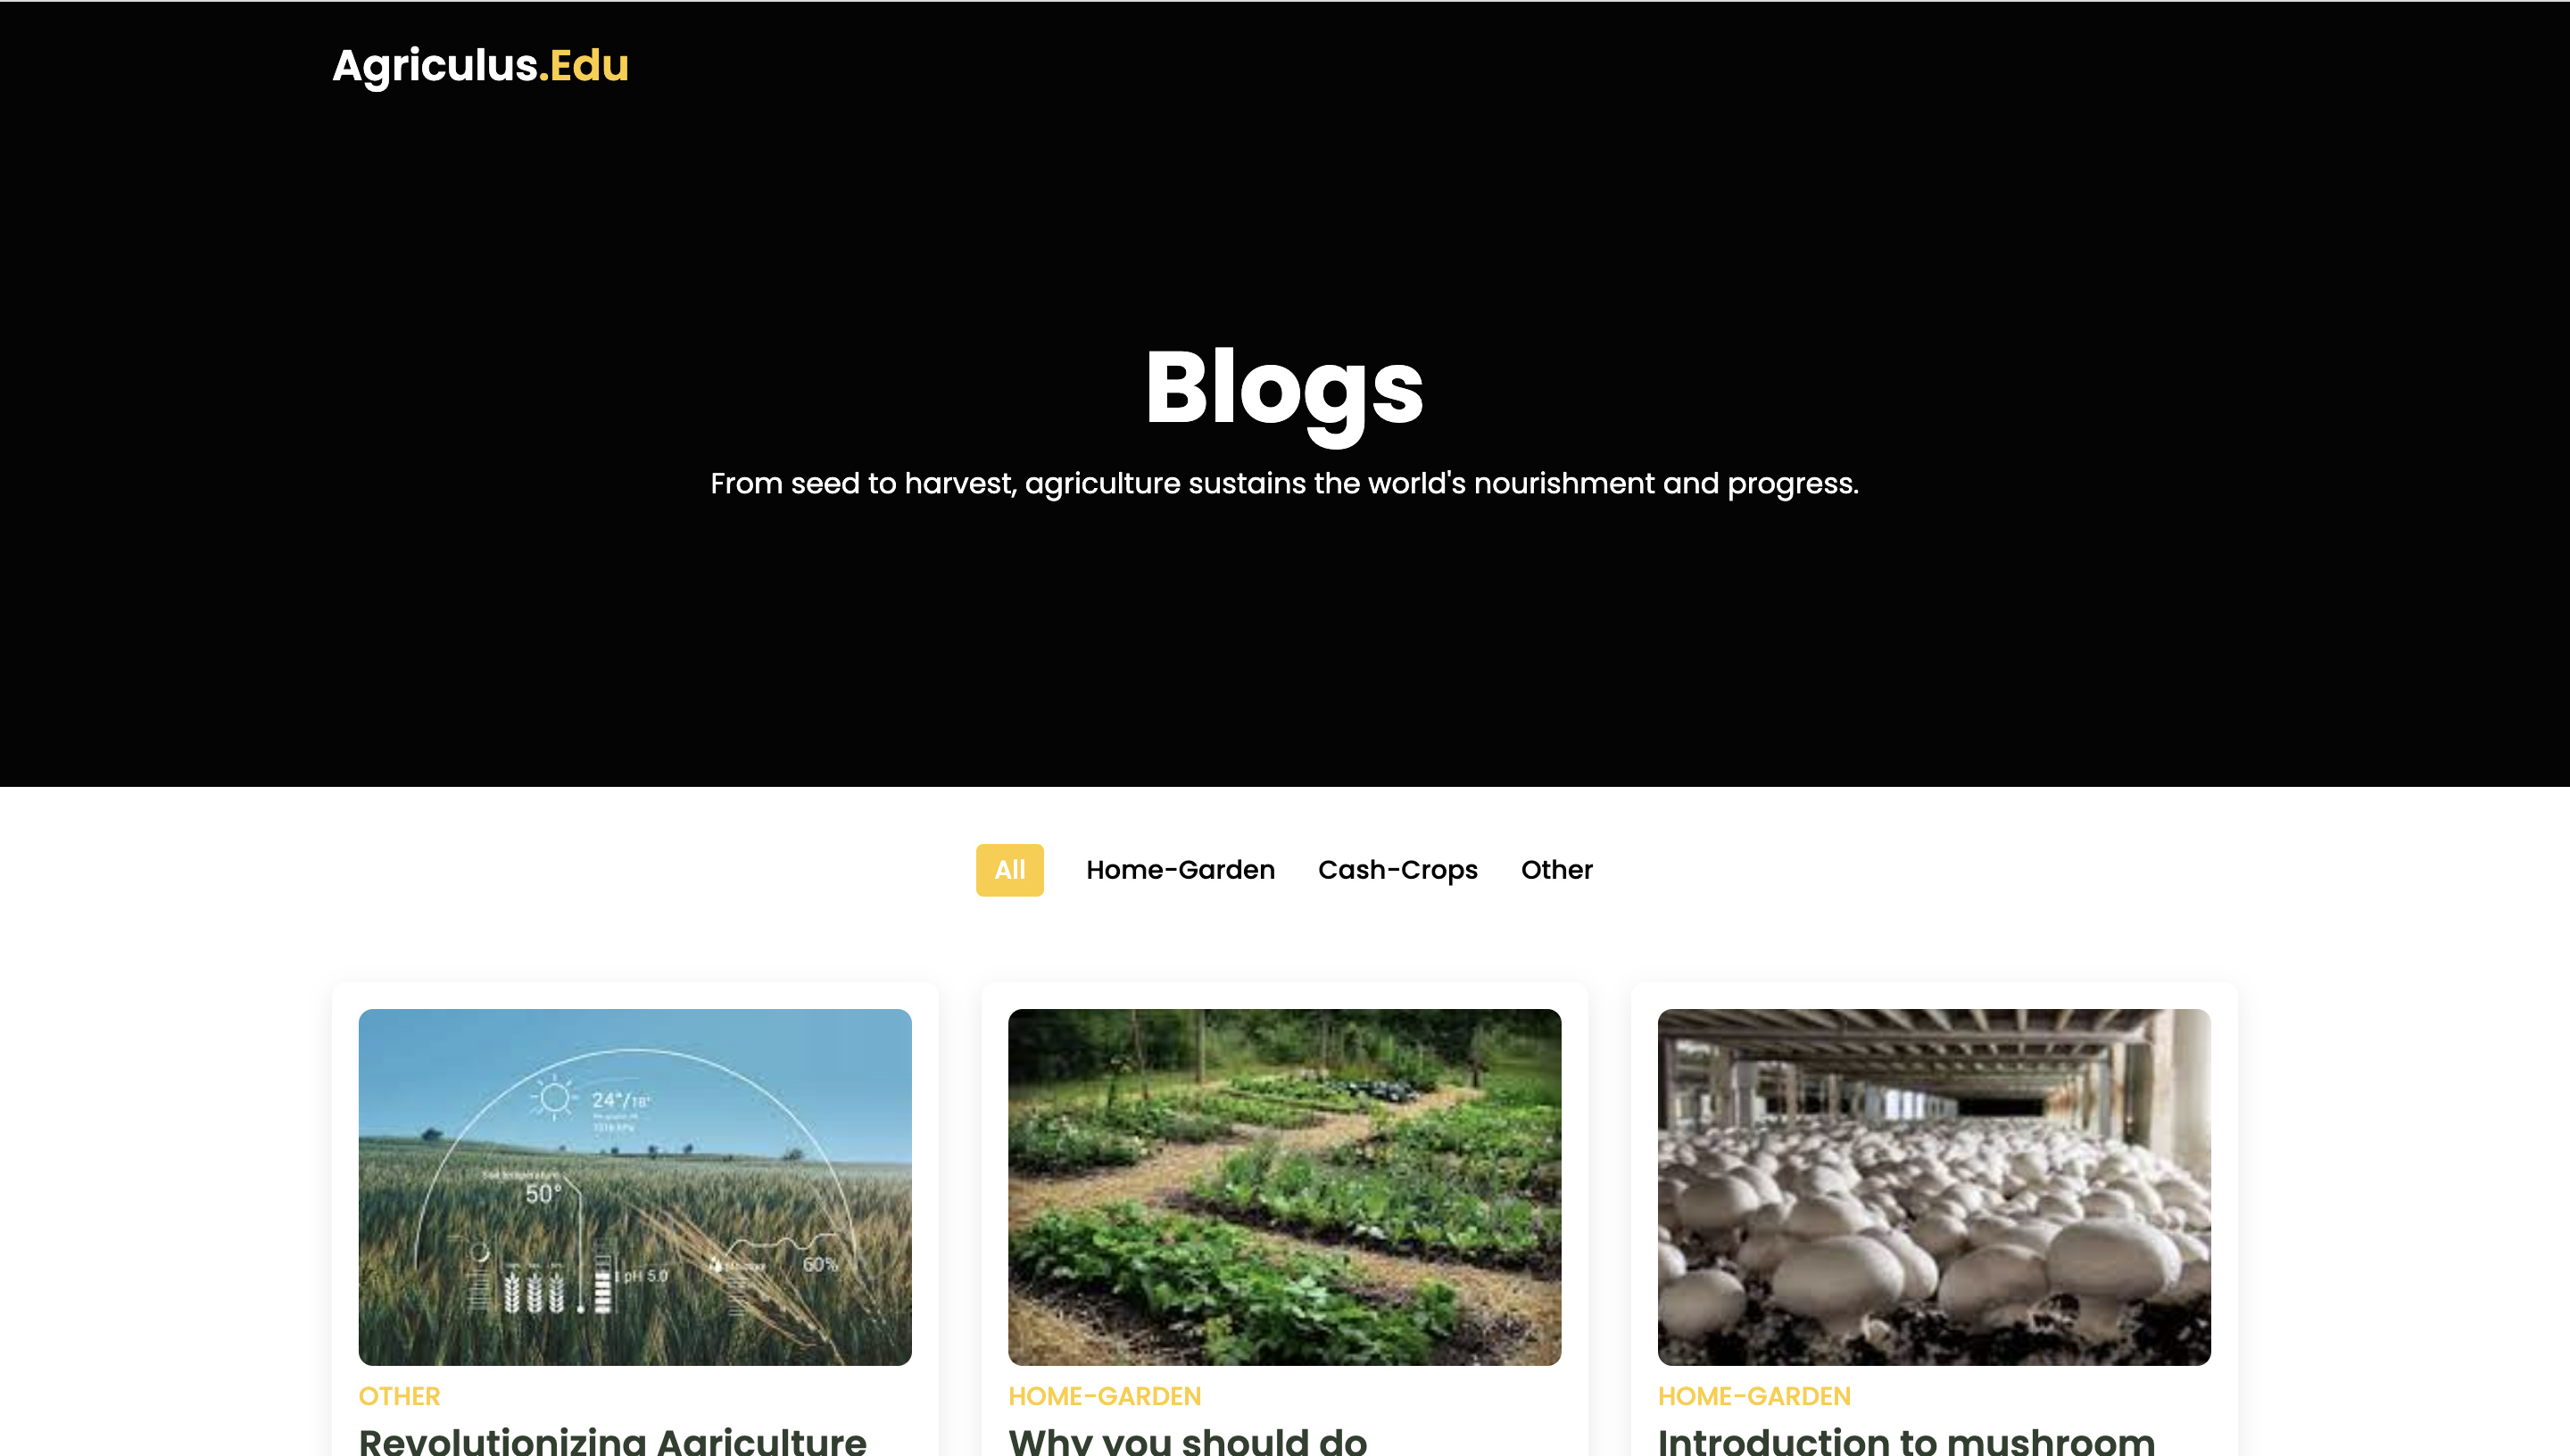 Agriculus.Edu
Blogs
From seed to harvest, agriculture sustains the world's nourishment and progress.
All Home-Garden Cash-Crops Other
24°/18°
50°
pH 5.0
60%
OTHER
HOME-GARDEN
HOME-GARDEN
Revolutionizing Agriculture
Why you should do
Introduction to mushroom